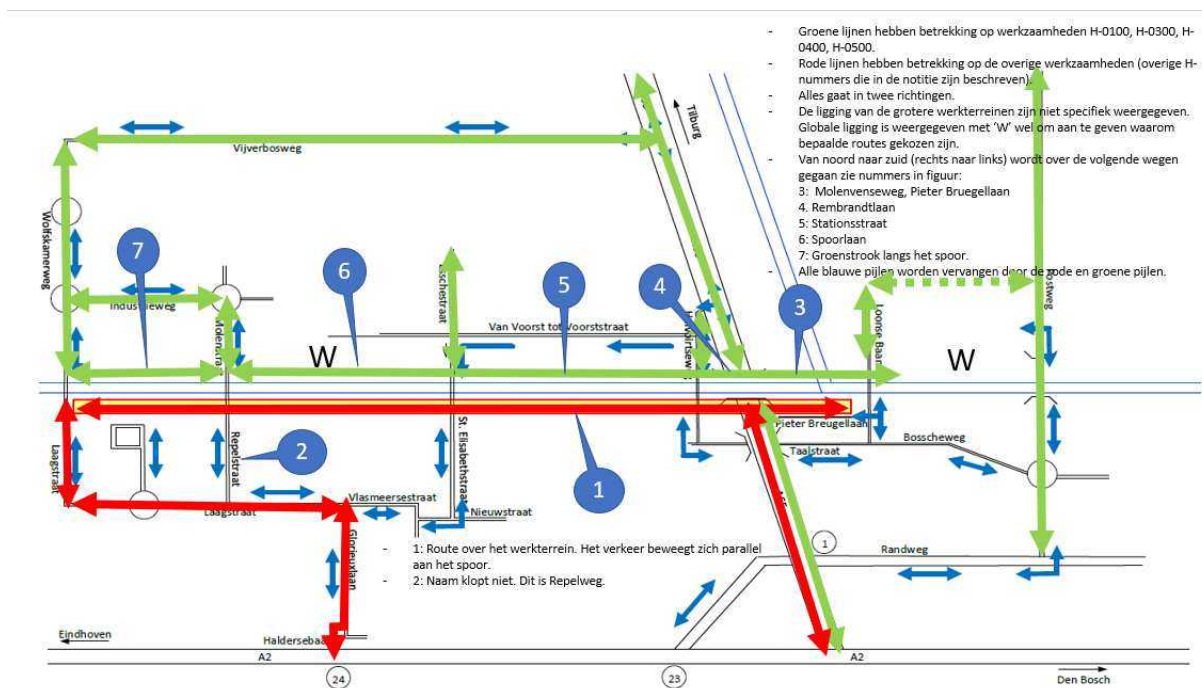 - Groene lijnen hebben betrekking op werkzaamheden H-0100, H-0300, H-
0400, H-0500.
- Rode lijnen hebben betrekking op de overige werkzaamheden (overige H-
nummers die in de notitie zijn beschreven).
- Alles gaat in twee richtingen.
- De ligging van de grotere werkterreinen zijn niet specifiek weergegeven.
Globale ligging is weergegeven met ‘W’ wel om aan te geven waarom
bepaalde routes gekozen zijn.
- Van noord naar zuid (rechts naar links) wordt over de volgende wegen
gegaan zie nummers in figuur:
3: Molenvenseweg, Pieter Bruegellaan
4. Rembrandtlaan
5: Stationsstraat
6: Spoorlaan
7: Groenstrook langs het spoor.
- Alle blauwe pijlen worden vervangen door de rode en groene pijlen.
Tilburg
Vijverbosweg
Wolfskamerweg
7
6
5
4
3
Industrieweg
Molenstraat
Van Voorst tot Voorststraat
Loonse Baan
W
W
Laagstraat
Repelstraat
2
St. Elisabethstraat
1
Pieter Breugellaan
Taalstraat
Bosscheweg
Laagstraat
Vlasmeersestraat
Nieuwstraat
Glorieuxlaan
- 1: Route over het werkterrein. Het verkeer beweegt zich parallel
aan het spoor.
- 2: Naam klopt niet. Dit is Repelweg.
1
Randweg
Eindhoven
A2
24
23
A2
Den Bosch